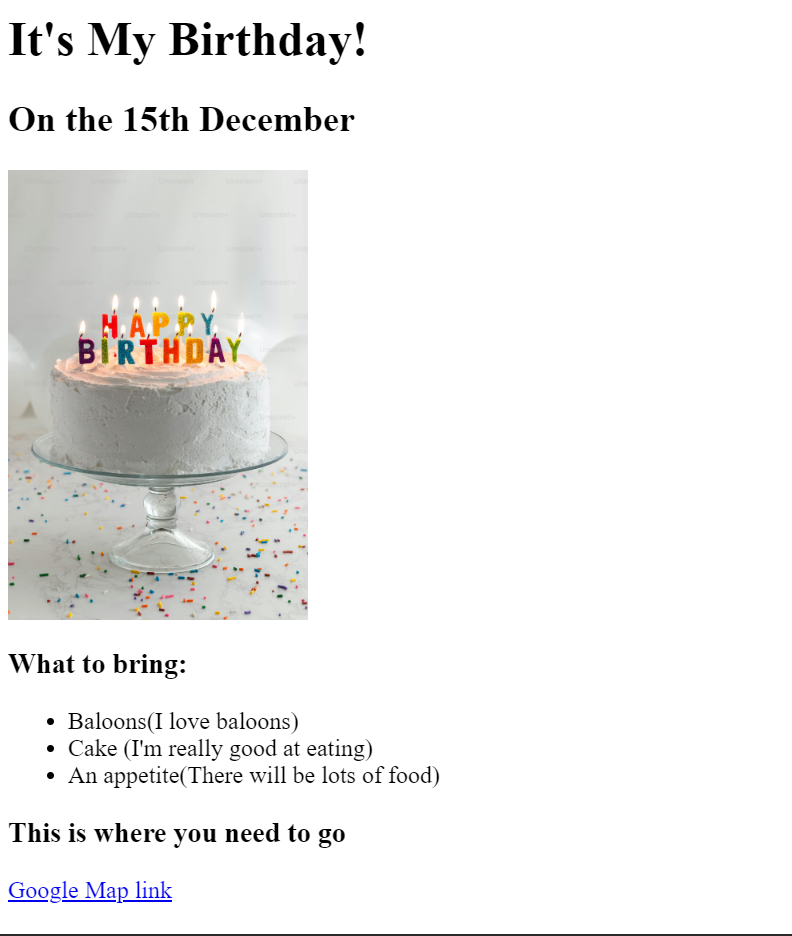 It's My Birthday!
On the 15th December
HAPPY
BIRTHDAY
What to bring:
Baloons(I love baloons)
Cake (I'm really good at eating)
An appetite(There will be lots of food)
This is where you need to go
Google Map link